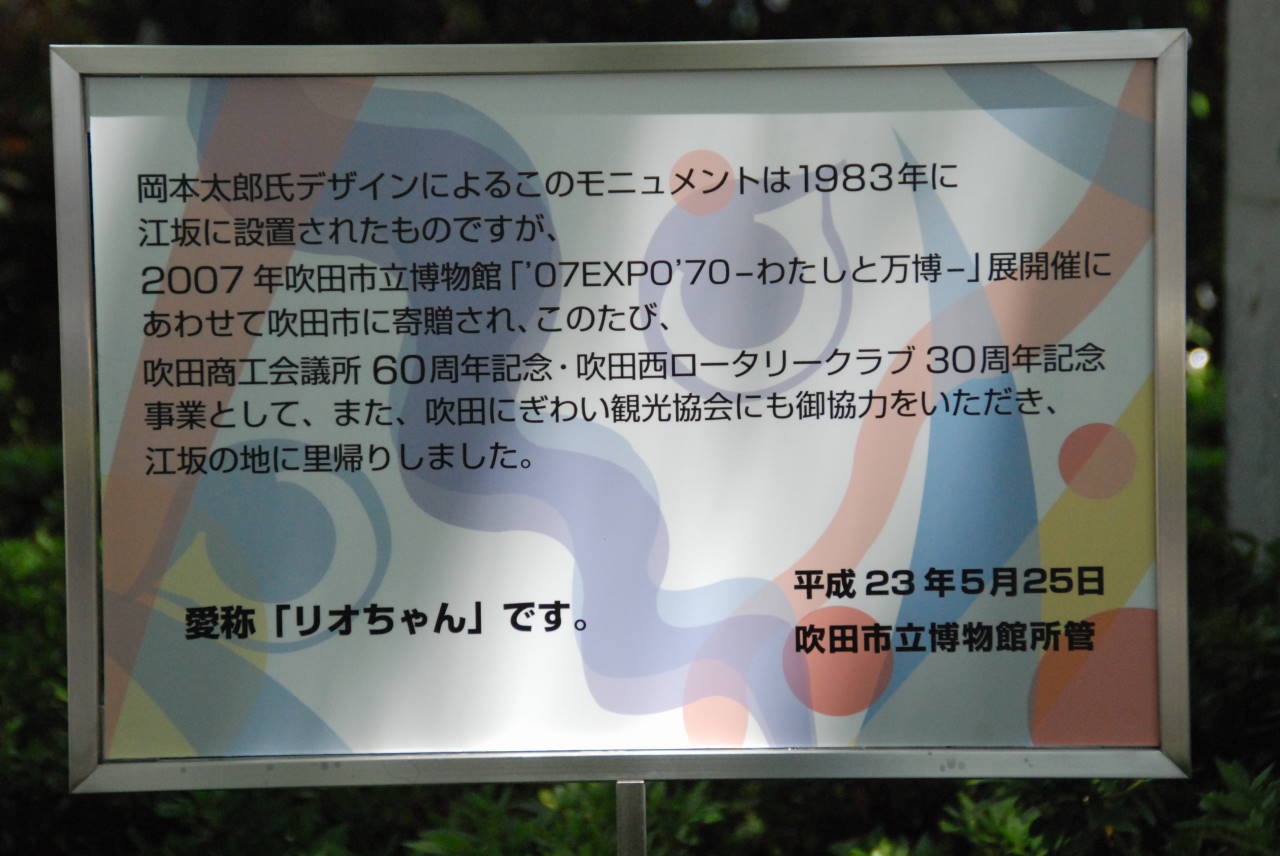 岡本太郎氏デザインによるこのモニュメントは1983年に
江坂に設置されたものですが、
2007年吹田市立博物館「'07EXPO'70−わたしと万博−」展開催に
あわせて吹田市に寄贈され、このたび、
吹田商工会議所 60周年記念・吹田西ロータリークラブ 30周年記念
事業として、また、吹田にぎわい観光協会にも御協力をいただき、
江坂の地に里帰りしました。
愛称「リオちゃん」です。
平成23年5月25日
吹田市立博物館所管